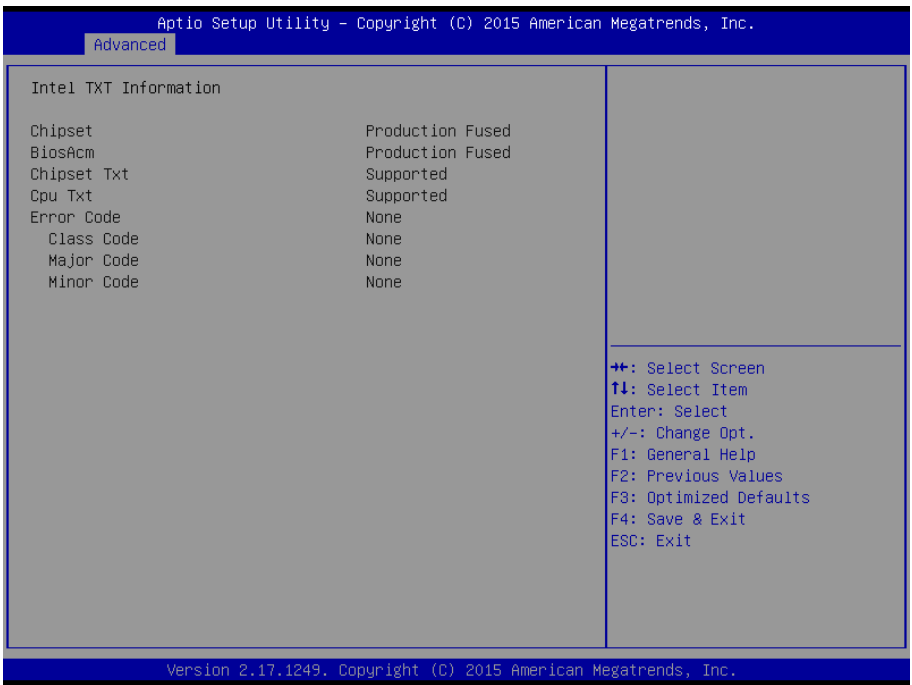 Aptio Setup Utility – Copyright (C) 2015 American Megatrends, Inc.
Advanced
Intel TXT Information
Chipset Production Fused
BiosAcm Production Fused
Chipset Txt Supported
Cpu Txt Supported
Error Code None
Class Code None
Major Code None
Minor Code None
→←: Select Screen
↑↓: Select Item
Enter: Select
+/-: Change Opt.
F1: General Help
F2: Previous Values
F3: Optimized Defaults
F4: Save & Exit
ESC: Exit
Version 2.17.1249. Copyright (C) 2015 American Megatrends, Inc.